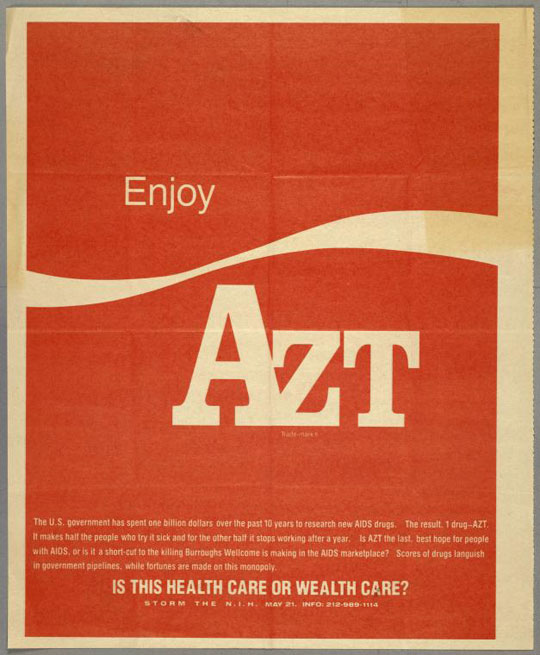 Enjoy
AZT
Trade-mark ®
The U.S. government has spent one billion dollars over the past 10 years to research new AIDS drugs. The result, 1 drug–AZT.
It makes half the people who try it sick and for the other half it stops working after a year. Is AZT the last, best hope for people
with AIDS, or is it a short-cut to the killing Burroughs Wellcome is making in the AIDS marketplace? Scores of drugs languish
in government pipelines, while fortunes are made on this monopoly.
IS THIS HEALTH CARE OR WEALTH CARE?
STORM THE N.I.H. MAY 21. INFO: 212-989-1114